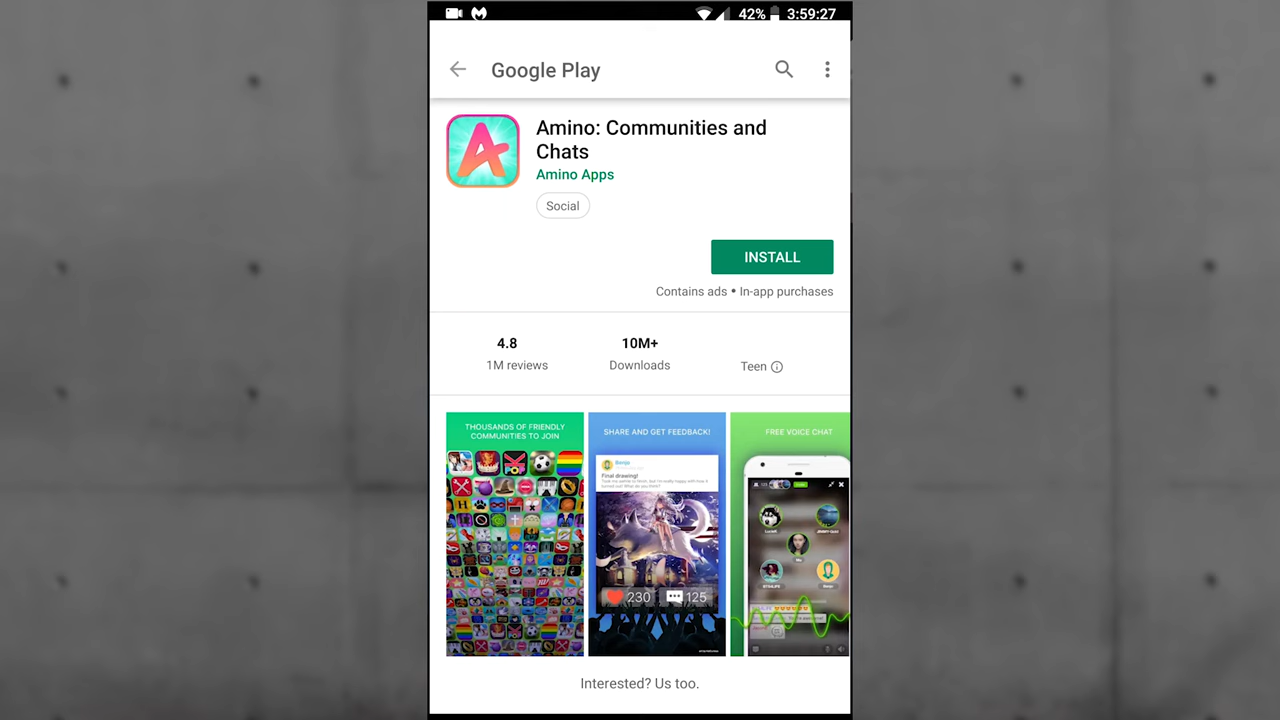 42% 3:59:27
Google Play
Amino: Communities and
Chats
Amino Apps
Social
INSTALL
Contains ads • In-app purchases
4.8
1M reviews
10M+
Downloads
Teen
THOUSANDS OF FRIENDLY
COMMUNITIES TO JOIN
SHARE AND GET FEEDBACK!
Final drawing!
230 125
FREE VOICE CHAT
Interested? Us too.